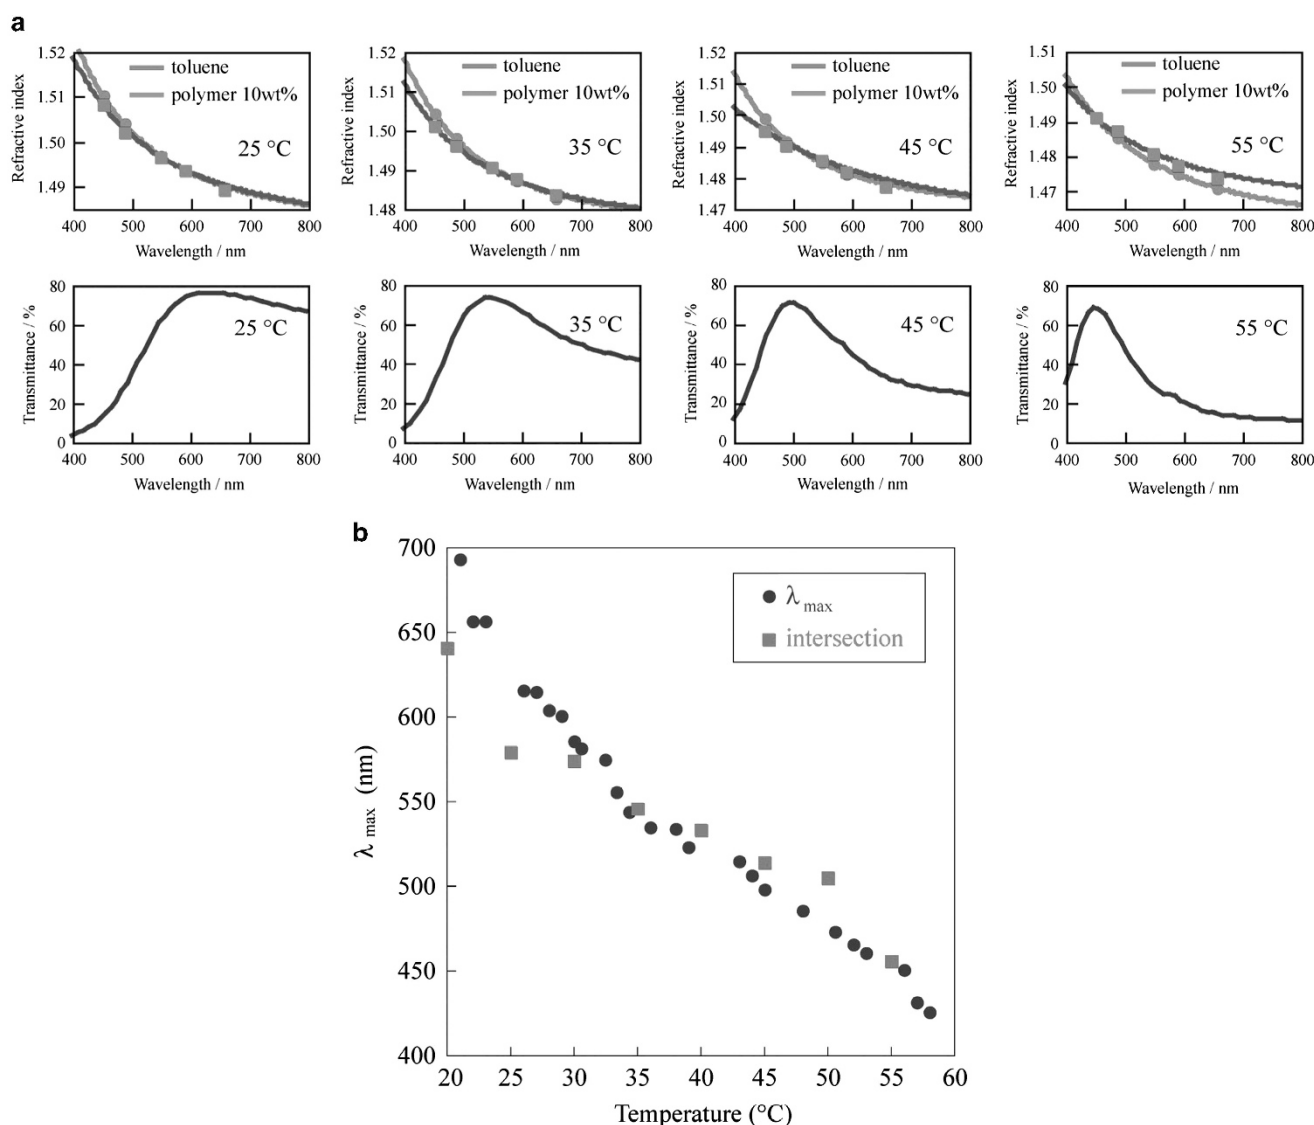 a
1.52
1.51
1.50
1.49
Refractive index
toluene
polymer 10wt%
25 °C
400 500 600 700 800
Wavelength / nm
1.52
1.51
1.50
1.49
1.48
Refractive index
toluene
polymer 10wt%
35 °C
400 500 600 700 800
Wavelength / nm
1.52
1.51
1.50
1.49
1.48
1.47
Refractive index
toluene
polymer 10wt%
45 °C
400 500 600 700 800
Wavelength / nm
1.51
1.50
1.49
1.48
1.47
Refractive index
toluene
polymer 10wt%
55 °C
400 500 600 700 800
Wavelength / nm
80
60
40
20
0
Transmittance / %
25 °C
400 500 600 700 800
Wavelength / nm
80
60
40
20
0
Transmittance / %
35 °C
400 500 600 700 800
Wavelength / nm
80
60
40
20
0
Transmittance / %
45 °C
400 500 600 700 800
Wavelength / nm
80
60
40
20
0
Transmittance / %
55 °C
400 500 600 700 800
Wavelength / nm
b
700
650
600
550
500
450
400
λ max (nm)
λ max
intersection
20 25 30 35 40 45 50 55 60
Temperature (°C)